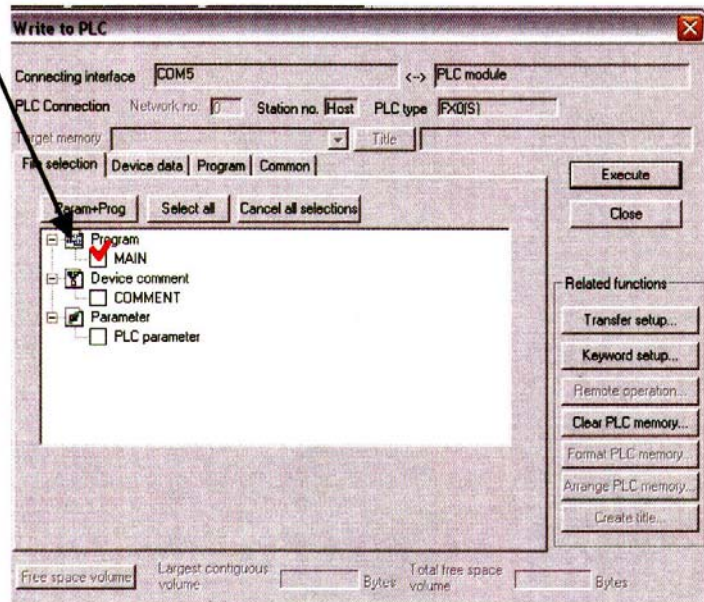 Write to PLC
Connecting interface COM5 <--> PLC module
PLC Connection Network no. 0 Station no. Host PLC type FX0(S)
Target memory Title
File selection Device data Program Common
Execute
Param+Prog Select all Cancel all selections
Close
Program
MAIN
Device comment
COMMENT
Parameter
PLC parameter
Related functions
Transfer setup...
Keyword setup...
Remote operation...
Clear PLC memory...
Format PLC memory...
Arrange PLC memory...
Create title...
Free space volume Largest contiguous volume Bytes Total free space volume Bytes